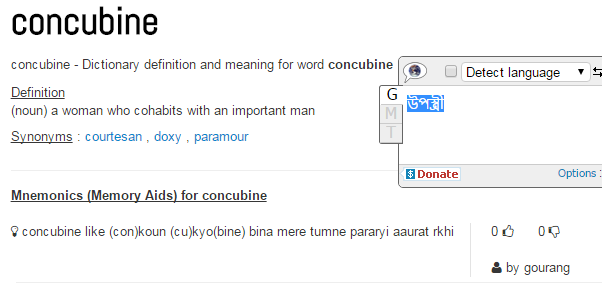 concubine
concubine - Dictionary definition and meaning for word concubine
Definition
(noun) a woman who cohabits with an important man
Synonyms : courtesan , doxy , paramour
Detect language
G
M
T
উপপত্নী
Donate
Options :
Mnemonics (Memory Aids) for concubine
concubine like (con)koun (cu)kyo(bine) bina mere tumne pararyi aaurat rkhi
0 0
by gourang